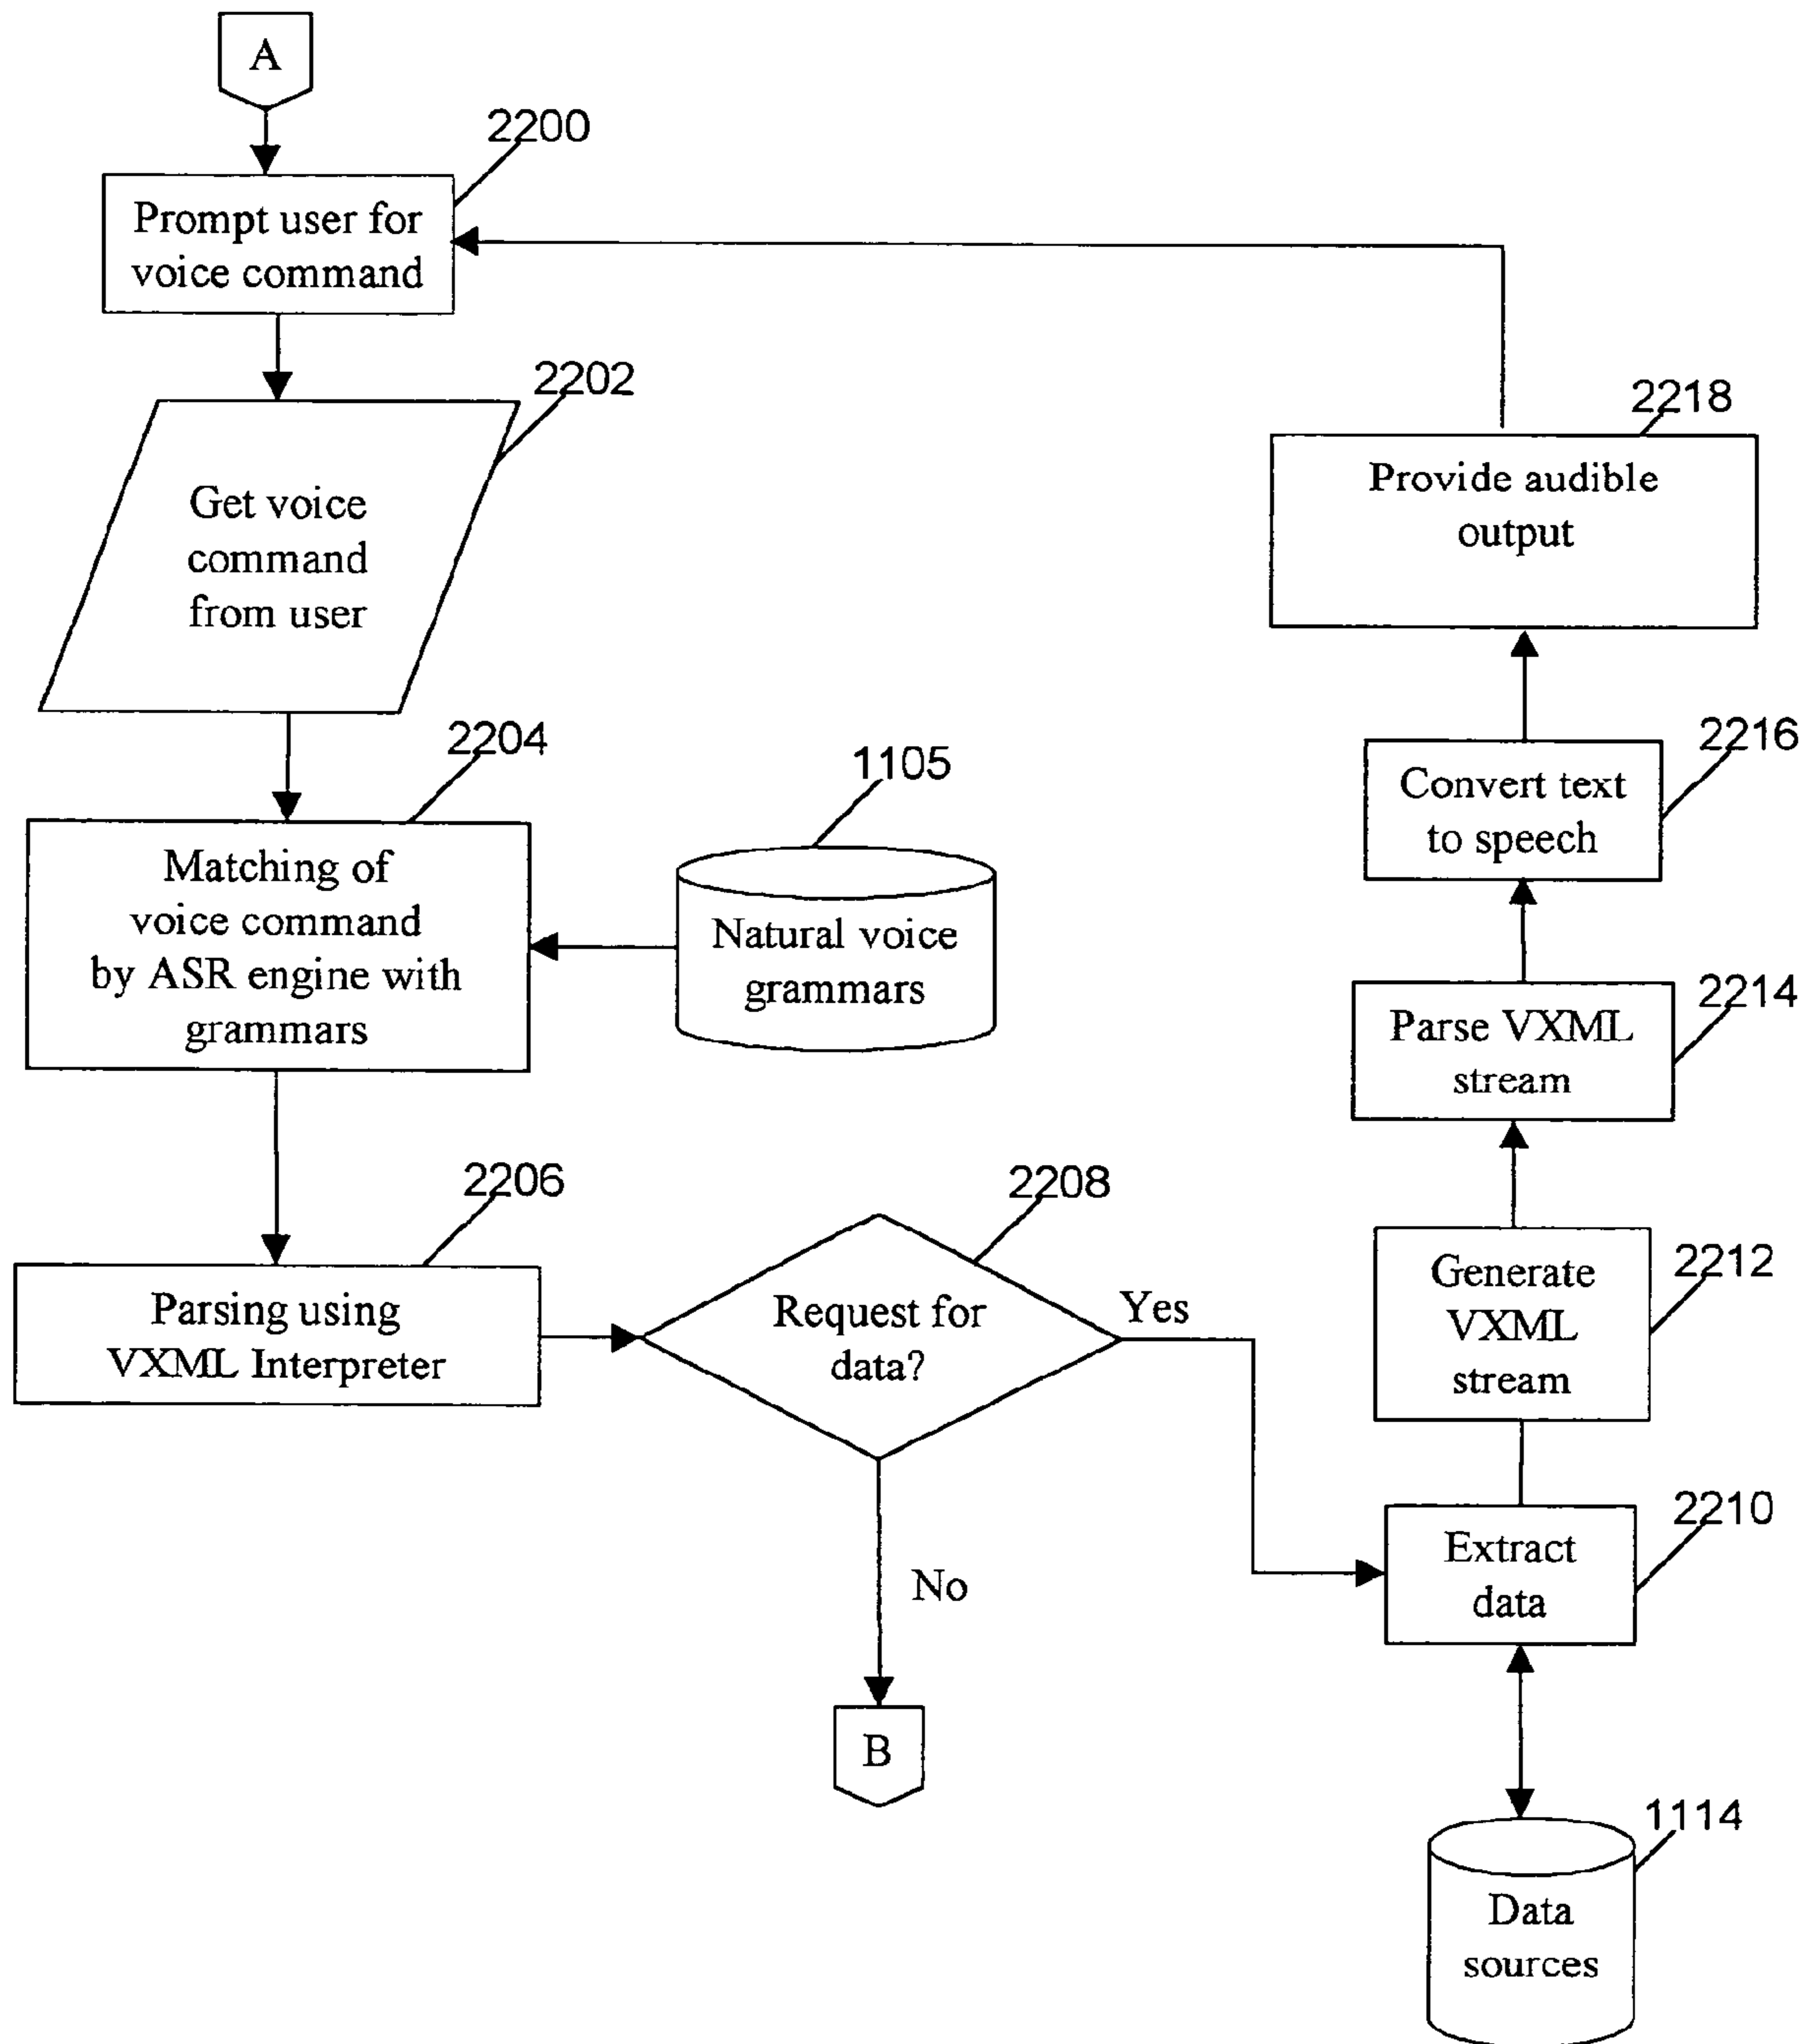 A
2200
Prompt user for
voice command
2202
Get voice
command
from user
2204
Matching of
voice command
by ASR engine with
grammars
1105
Natural voice
grammars
2206
Parsing using
VXML Interpreter
2208
Request for
data?
Yes
No
B
2218
Provide audible
output
2216
Convert text
to speech
2214
Parse VXML
stream
2212
Generate
VXML
stream
2210
Extract
data
1114
Data
sources